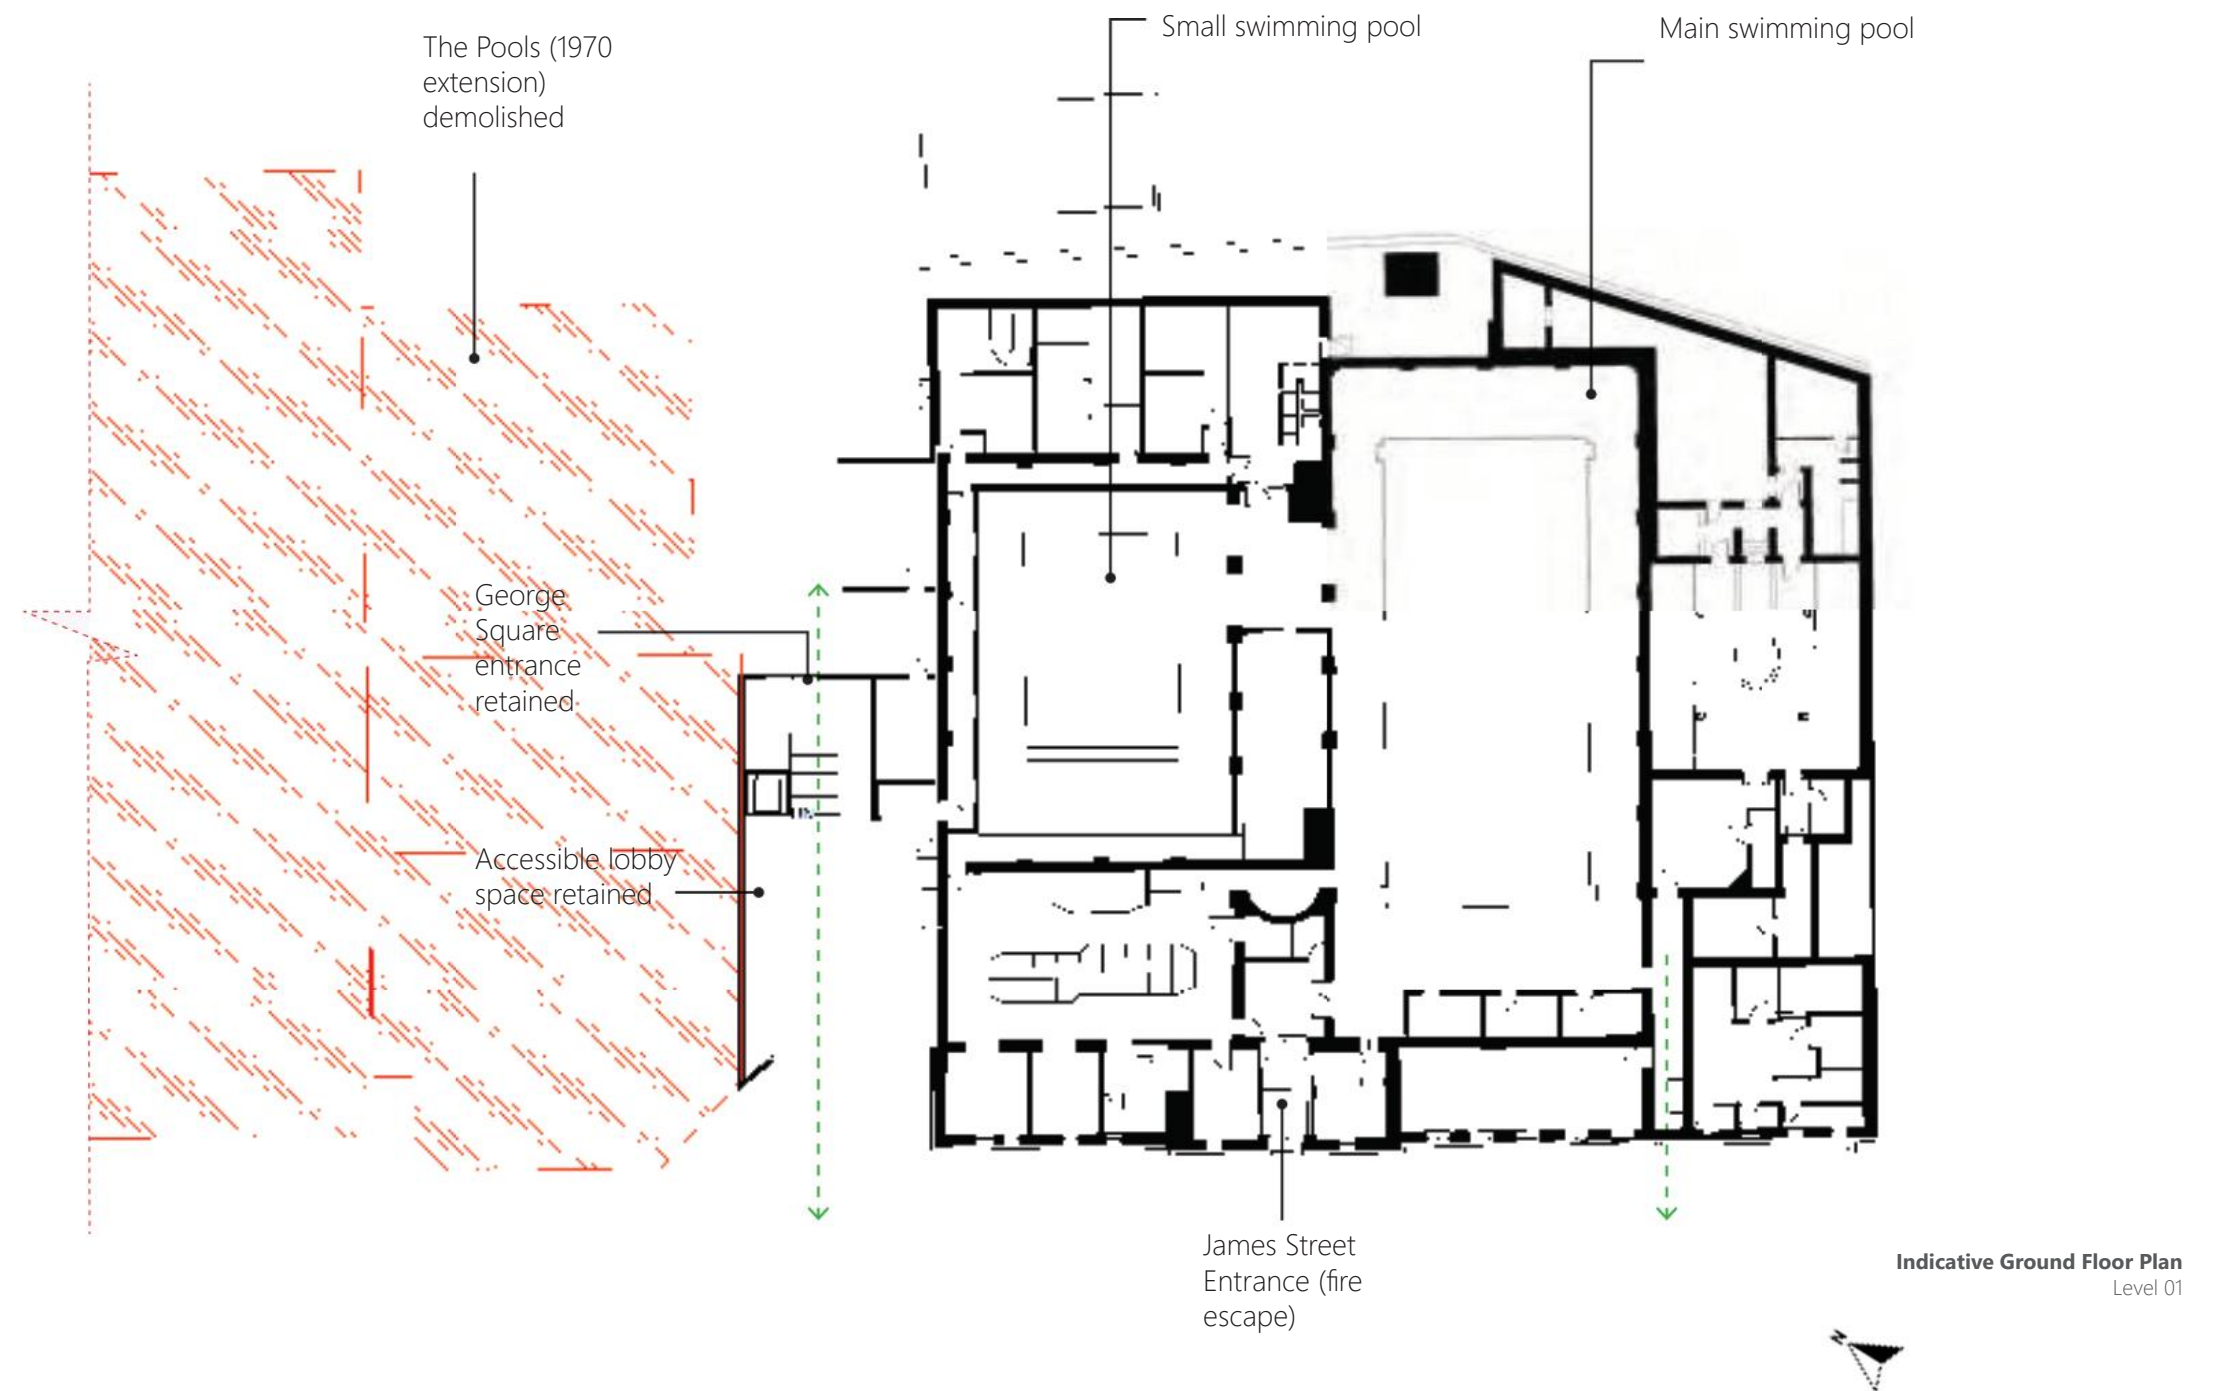 The Pools (1970
extension)
demolished
Small swimming pool
Main swimming pool
George
Square
entrance
retained
Accessible lobby
space retained
James Street
Entrance (fire
escape)
Indicative Ground Floor Plan
Level 01
N